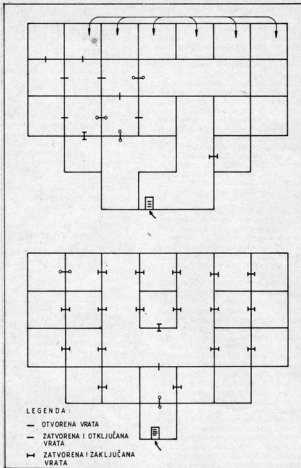 LEGENDA :
OTVORENA VRATA
ZATVORENA I OTKLJUČANA
VRATA
ZATVORENA I ZAKLJUČANA
VRATA